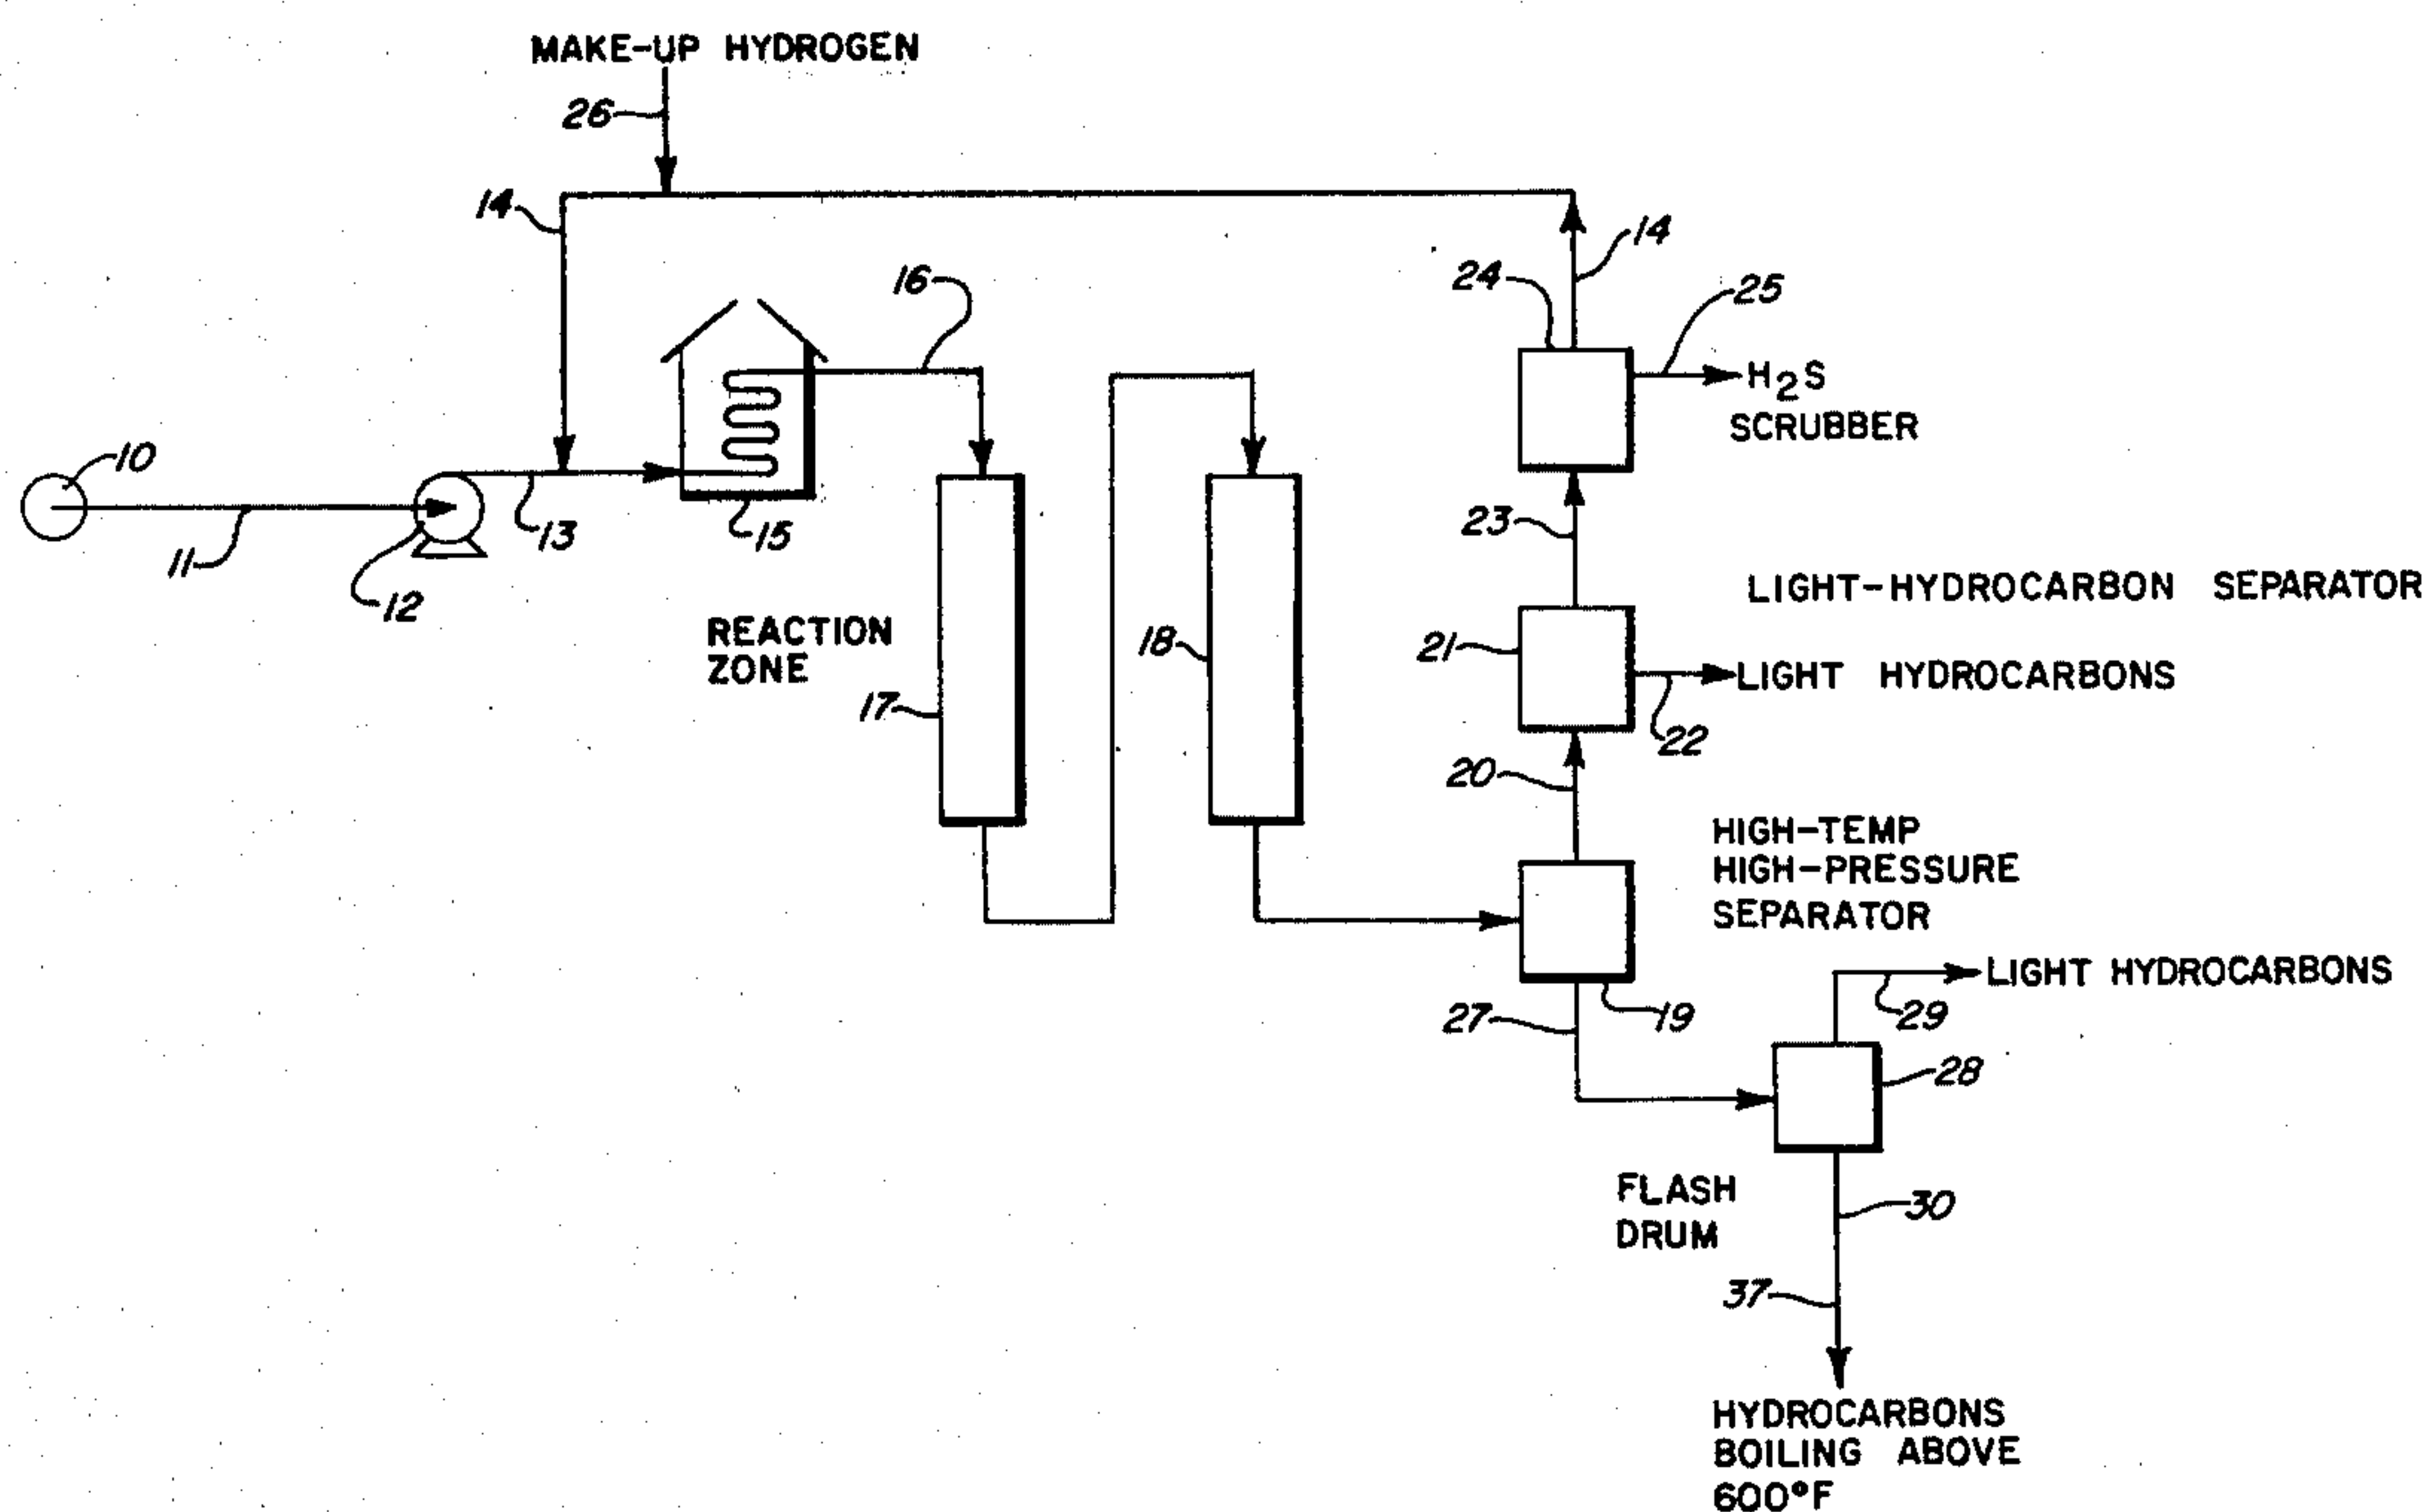 MAKE-UP HYDROGEN
26
14
16
24
14
25
H2S
SCRUBBER
10
11
12
13
15
23
LIGHT-HYDROCARBON SEPARATOR
REACTION
ZONE
17
18
21
LIGHT HYDROCARBONS
22
20
HIGH-TEMP
HIGH-PRESSURE
SEPARATOR
LIGHT HYDROCARBONS
29
27
19
28
FLASH
DRUM
30
37
HYDROCARBONS
BOILING ABOVE
600°F